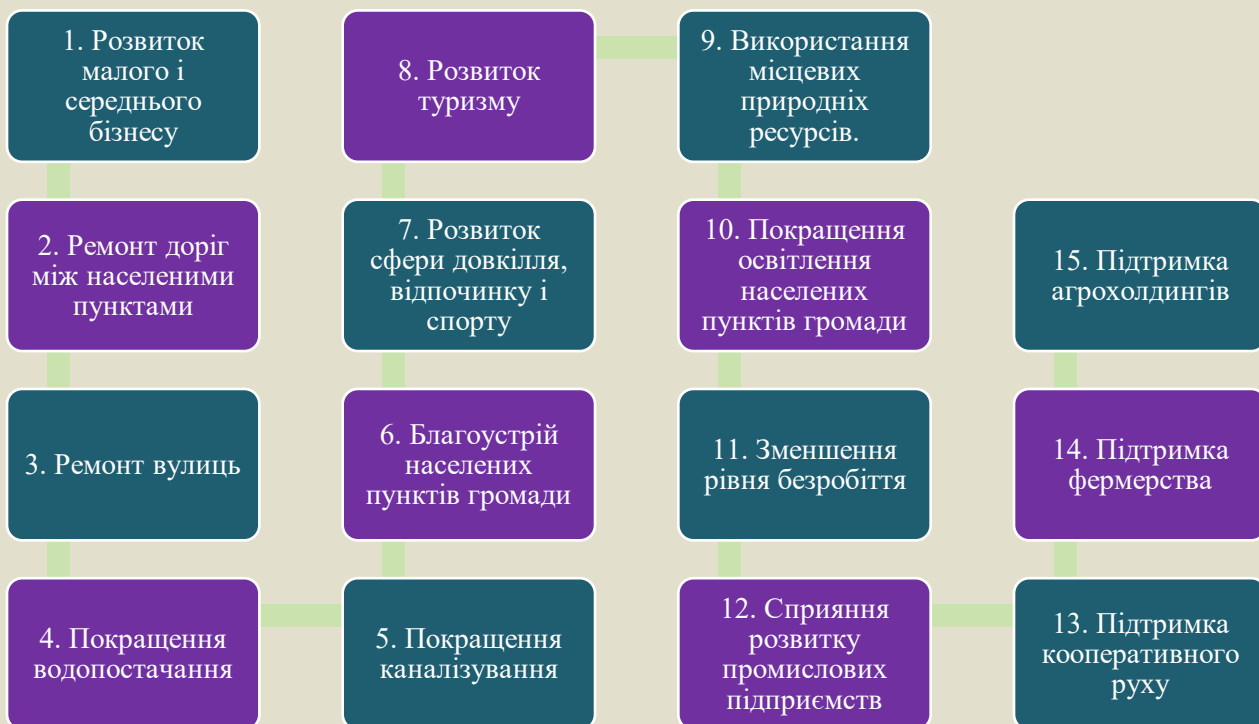 1. Розвиток
малого і
середнього
бізнесу
2. Ремонт доріг
між населеними
пунктами
3. Ремонт вулиць
4. Покращення
водопостачання
5. Покращення
каналізування
6. Благоустрій
населених
пунктів громади
7. Розвиток
сфери довкілля,
відпочинку і
спорту
8. Розвиток
туризму
9. Використання
місцевих
природніх
ресурсів.
10. Покращення
освітлення
населених
пунктів громади
11. Зменшення
рівня безробіття
12. Сприяння
розвитку
промислових
підприємств
13. Підтримка
кооперативного
руху
14. Підтримка
фермерства
15. Підтримка
агрохолдингів